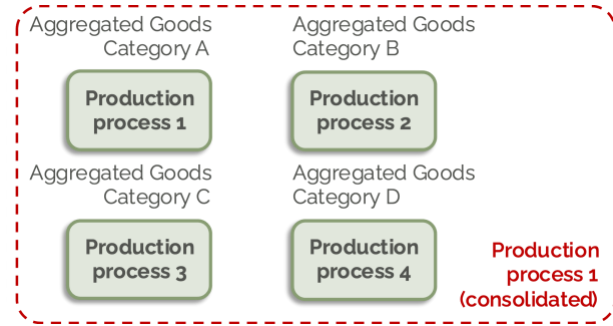 Aggregated Goods
Category A
Production
process 1
Aggregated Goods
Category B
Production
process 2
Aggregated Goods
Category C
Production
process 3
Aggregated Goods
Category D
Production
process 4
Production
process 1
(consolidated)